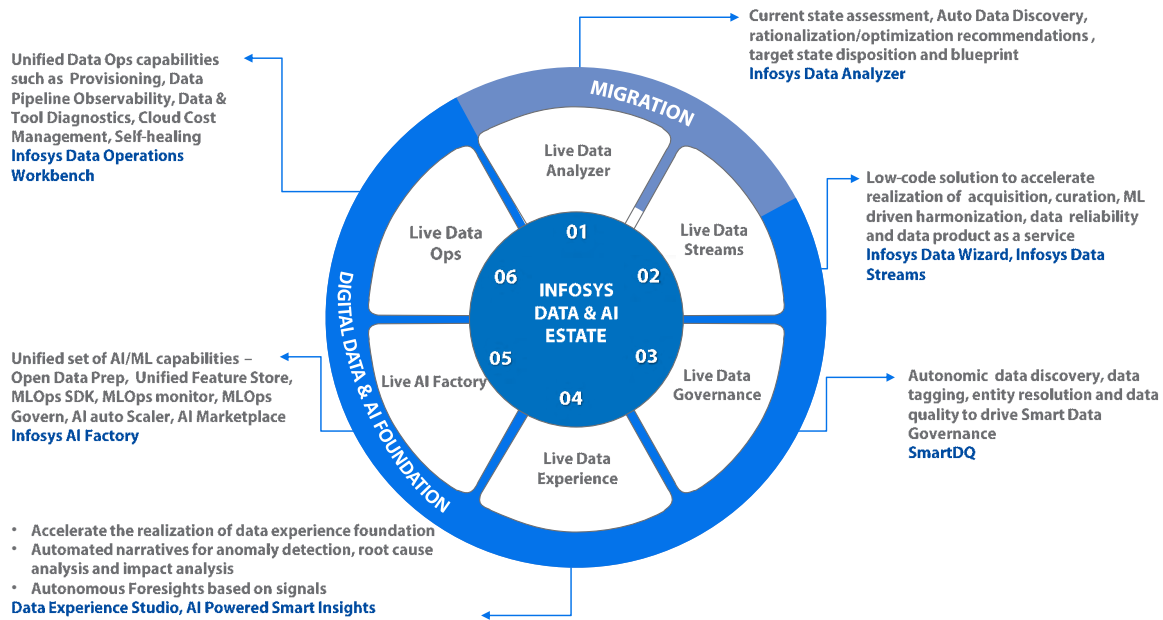 Current state assessment, Auto Data Discovery,
rationalization/optimization recommendations ,
target state disposition and blueprint
Infosys Data Analyzer
Unified Data Ops capabilities
such as Provisioning, Data
Pipeline Observability, Data &
Tool Diagnostics, Cloud Cost
Management, Self-healing
Infosys Data Operations
Workbench
MIGRATION
Live Data
Analyzer
Low-code solution to accelerate
realization of acquisition, curation, ML
driven harmonization, data reliability
and data product as a service
Infosys Data Wizard, Infosys Data
Streams
Live Data
Ops
Live Data
Streams
01
06
02
INFOSYS
DATA & AI
ESTATE
05
03
04
DIGITAL DATA & AI FOUNDATION
Unified set of AI/ML capabilities –
Open Data Prep, Unified Feature Store,
MLOps SDK, MLOps monitor, MLOps
Govern, AI auto Scaler, AI Marketplace
Infosys AI Factory
Live AI Factory
Live Data
Governance
Autonomic data discovery, data
tagging, entity resolution and data
quality to drive Smart Data
Governance
SmartDQ
Live Data
Experience
• Accelerate the realization of data experience foundation
• Automated narratives for anomaly detection, root cause
analysis and impact analysis
• Autonomous Foresights based on signals
Data Experience Studio, AI Powered Smart Insights